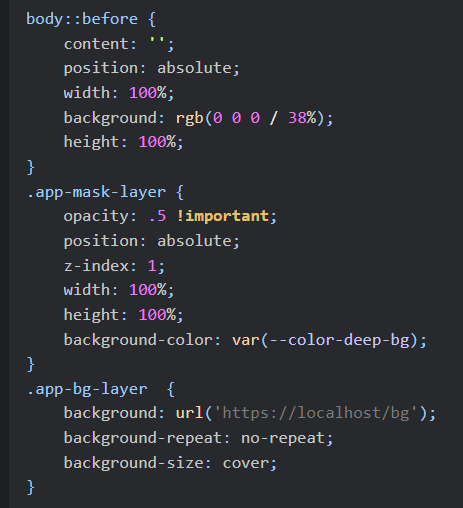 body::before {
    content: '';
    position: absolute;
    width: 100%;
    background: rgb(0 0 0 / 38%);
    height: 100%;
}
.app-mask-layer {
    opacity: .5 !important;
    position: absolute;
    z-index: 1;
    width: 100%;
    height: 100%;
    background-color: var(--color-deep-bg);
}
.app-bg-layer  {
    background: url('https://localhost/bg');
    background-repeat: no-repeat;
    background-size: cover;
}